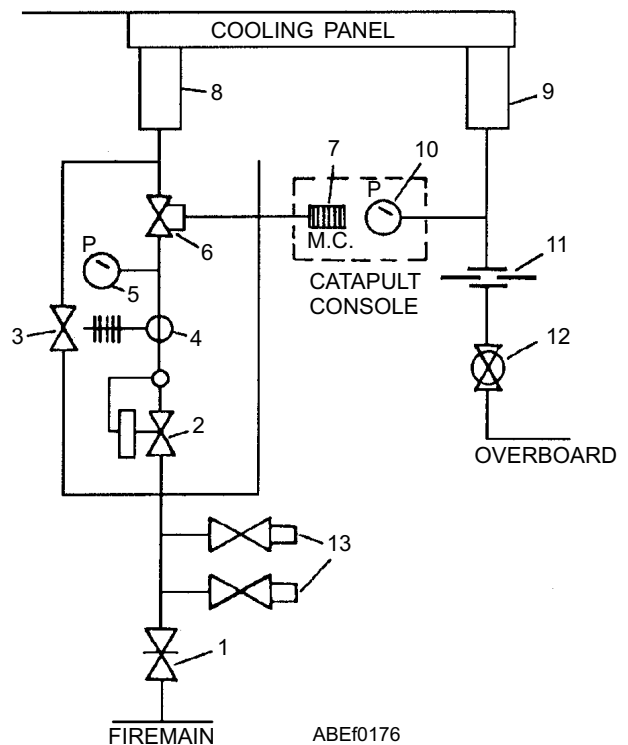 COOLING PANEL
8
9
7
10
P
M.C.
6
11
P
5
CATAPULT
CONSOLE
3
4
12
2
OVERBOARD
13
1
FIREMAIN
ABEf0176